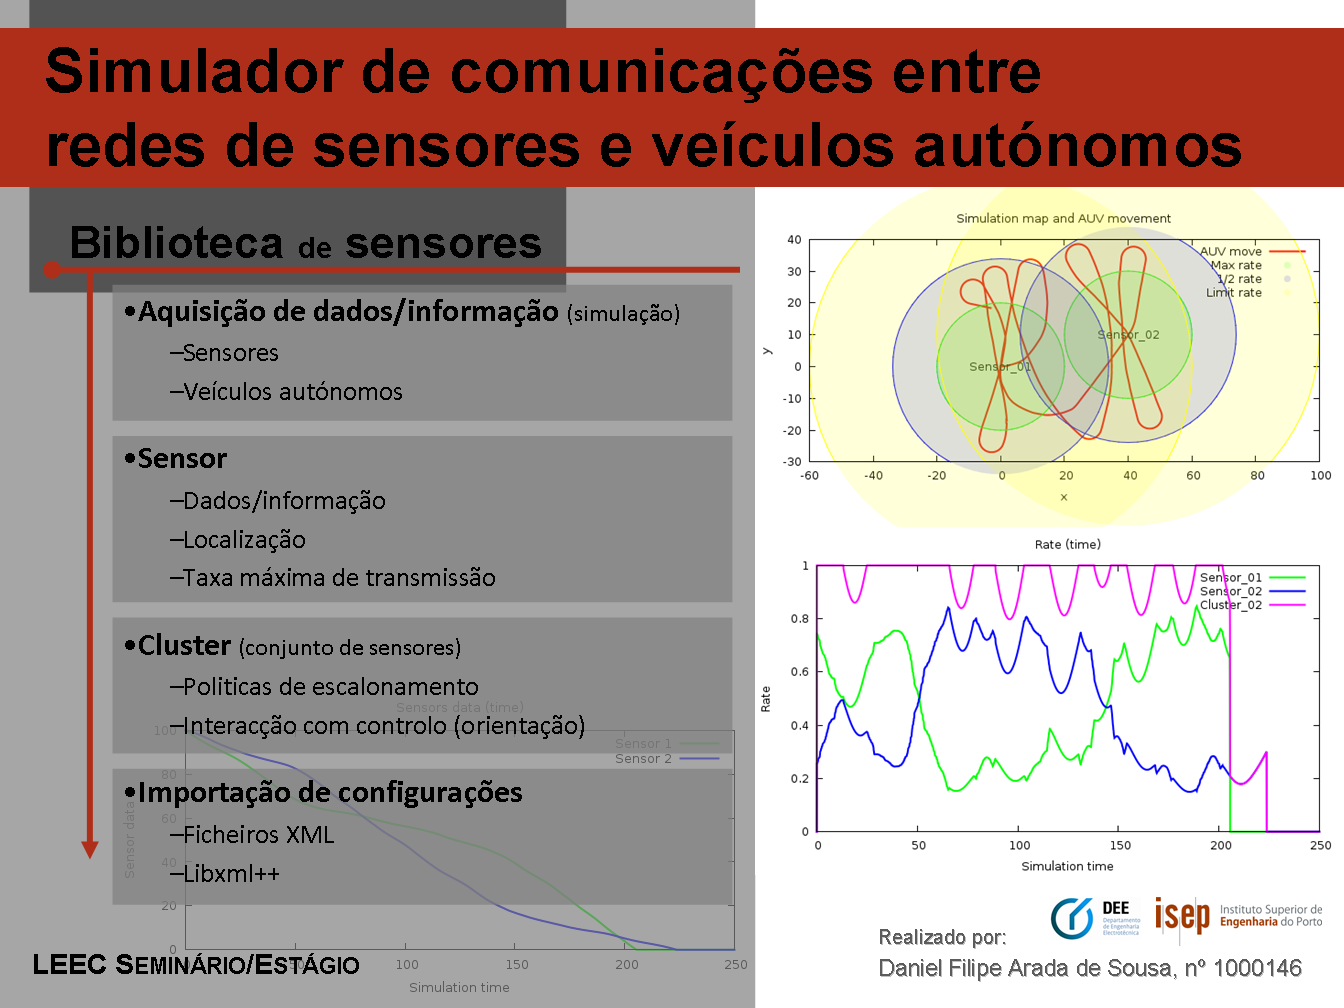 Simulador de comunicações entre
redes de sensores e veículos autónomos
Biblioteca de sensores
•Aquisição de dados/informação (simulação)
–Sensores
–Veículos autónomos
•Sensor
–Dados/informação
–Localização
–Taxa máxima de transmissão
•Cluster (conjunto de sensores)
–Politicas de escalonamento
–Interacção com controlo (orientação)
•Importação de configurações
–Ficheiros XML
–Libxml++
Sensors data (time)
Sensor 1
Sensor 2
Sensor data
100
80
60
40
20
0
0 50 100 150 200 250
Simulation time
LEEC SEMINÁRIO/ESTÁGIO
Simulation map and AUV movement
AUV move
Max rate
1/2 rate
Limit rate
Sensor_01
Sensor_02
y
40
30
20
10
0
-10
-20
-30
-60 -40 -20 0 20 40 60 80 100
x
Rate (time)
Sensor_01
Sensor_02
Cluster_02
Rate
1
0.8
0.6
0.4
0.2
0
0 50 100 150 200 250
Simulation time
DEE
Departamento
de Engenharia
Electrotécnica
isep
Instituto Superior de
Engenharia do Porto
Realizado por:
Daniel Filipe Arada de Sousa, nº 1000146